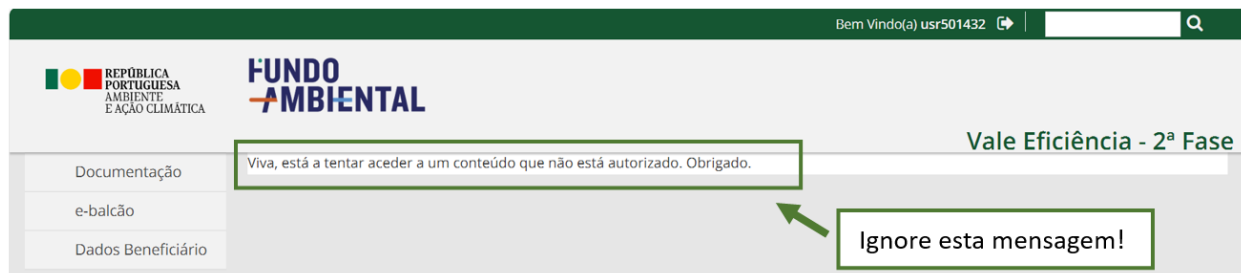 Bem Vindo(a) usr501432
REPÚBLICA
PORTUGUESA
AMBIENTE
E AÇÃO CLIMÁTICA
FUNDO
AMBIENTAL
Vale Eficiência - 2ª Fase
Documentação
Viva, está a tentar aceder a um conteúdo que não está autorizado. Obrigado.
e-balcão
Dados Beneficiário
Ignore esta mensagem!